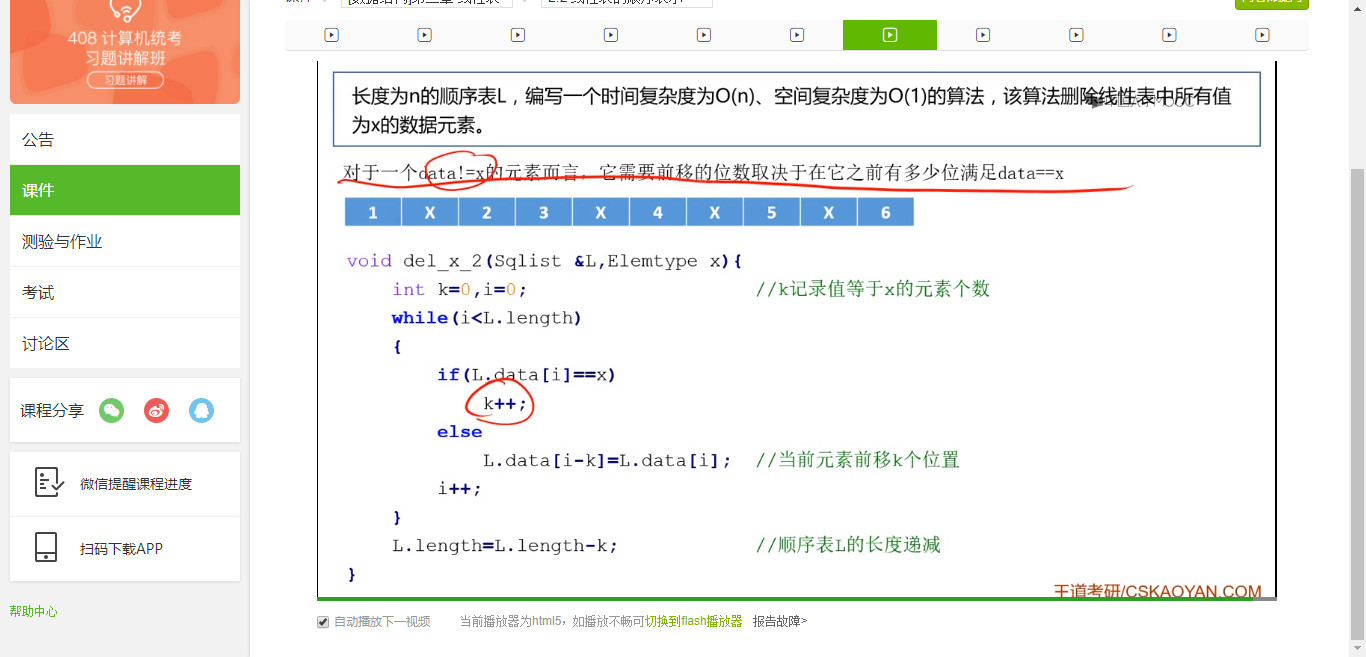 408 计算机统考
习题讲解班
习题讲解
公告
课件
测验与作业
考试
讨论区
课程分享
微信提醒课程进度
扫码下载APP
帮助中心
长度为n的顺序表L，编写一个时间复杂度为O(n)、空间复杂度为O(1)的算法，该算法删除线性表中所有值
为x的数据元素。
对于一个data!=x的元素而言，它需要前移的位数取决于在它之前有多少位满足data==x
1 X 2 3 X 4 X 5 X 6
void del_x_2(Sqlist &L,Elemtype x){
int k=0,i=0; //k记录值等于x的元素个数
while(i<L.length)
{
if(L.data[i]==x)
k++;
else
L.data[i-k]=L.data[i]; //当前元素前移k个位置
i++;
}
L.length=L.length-k; //顺序表L的长度递减
}
王道考研/CSKAOYAN.COM
自动播放下一视频 当前播放器为html5，如播放不畅可切换到flash播放器 报告故障>